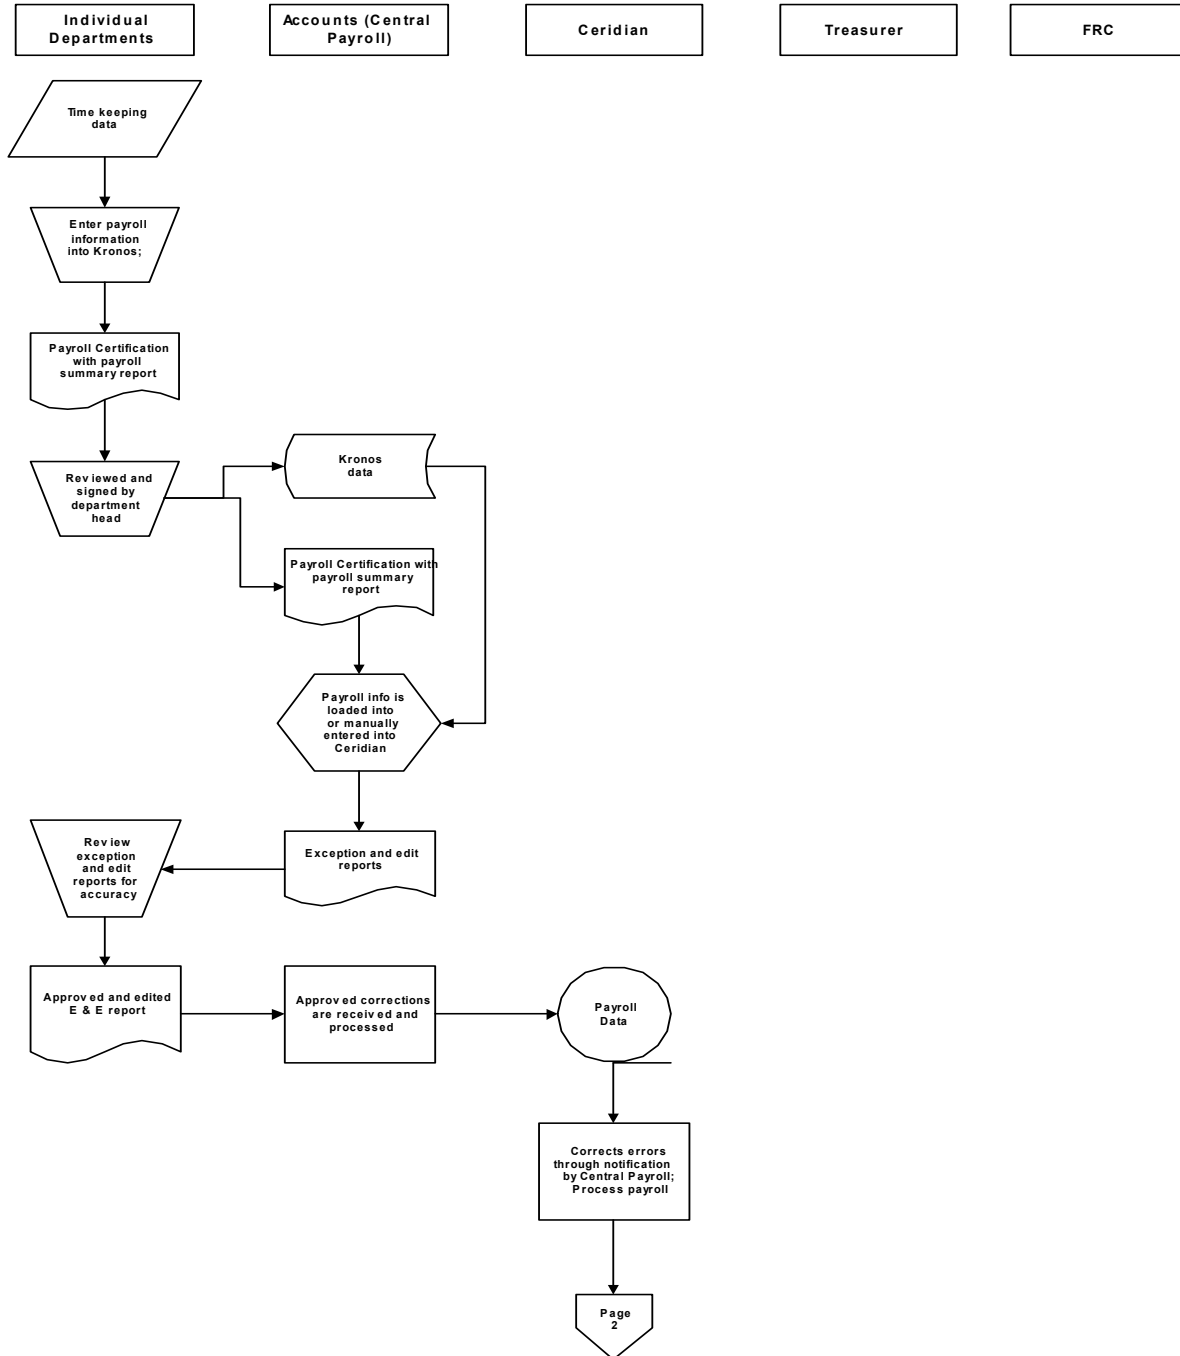 Individual
Departments
Accounts (Central
Payroll)
Ceridian
Treasurer
FRC
Time keeping
data
Enter payroll
information
into Kronos;
Payroll Certification
with payroll
summary report
Reviewed and
signed by
department
head
Kronos
data
Payroll Certification with
payroll summary
report
Payroll info is
loaded into
or manually
entered into
Ceridian
Exception and edit
reports
Review
exception
and edit
reports for
accuracy
Approved and edited
E & E report
Approved corrections
are received and
processed
Payroll
Data
Corrects errors
through notification
by Central Payroll;
Process payroll
Page
2